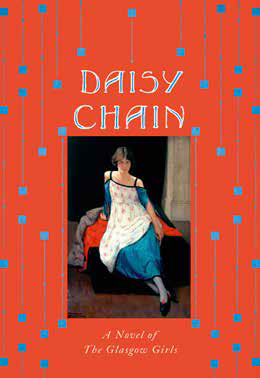 DAISY
CHAIN
A Novel of
The Glasgow Girls